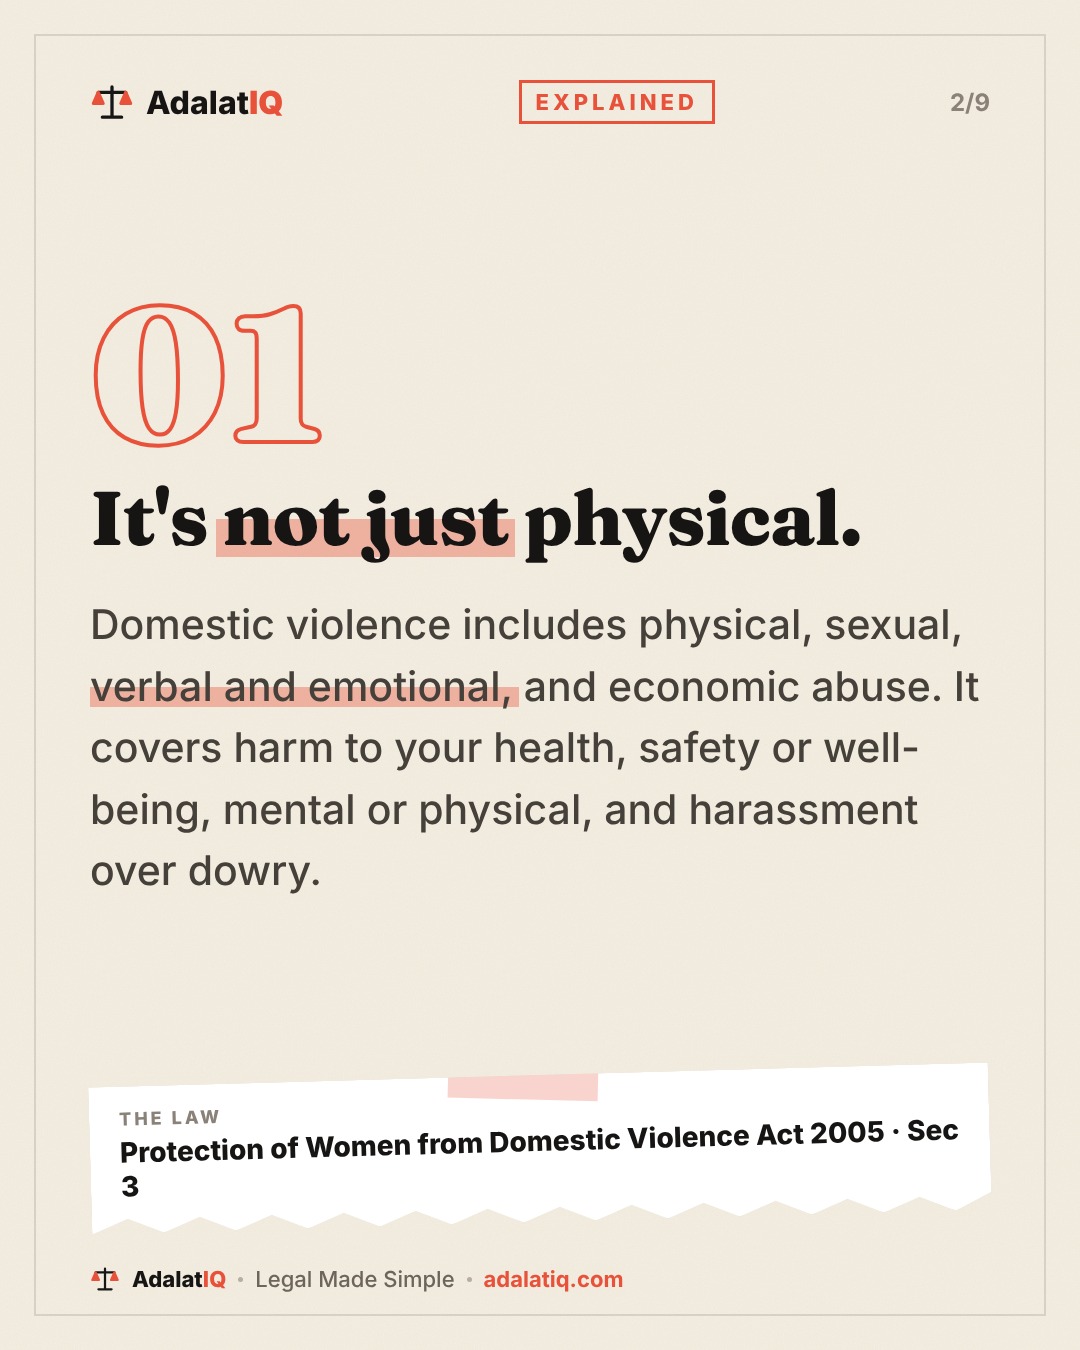 AdalatIQ
EXPLAINED
2/9
01
It's not just physical.
Domestic violence includes physical, sexual,
verbal and emotional, and economic abuse. It
covers harm to your health, safety or well-
being, mental or physical, and harassment
over dowry.
THE LAW
Protection of Women from Domestic Violence Act 2005 · Sec
3
AdalatIQ • Legal Made Simple • adalatiq.com